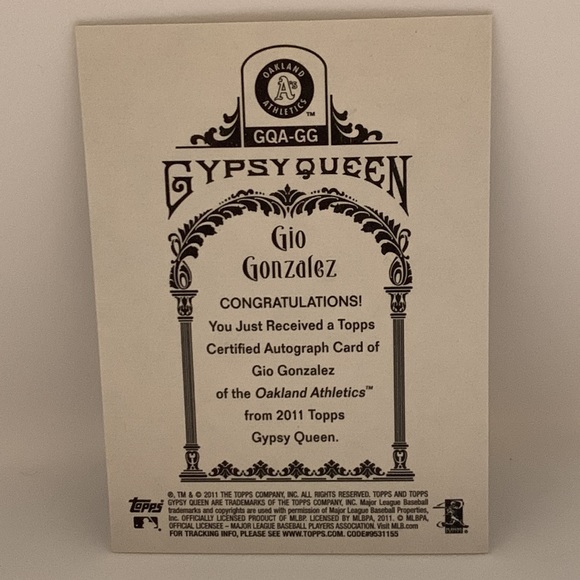 OAKLAND
A's
ATHLETICS
TM
GQA-GG
GYPSY QUEEN
Gio
Gonzalez
CONGRATULATIONS!
You Just Received a Topps
Certified Autograph Card of
Gio Gonzalez
of the Oakland Athletics™
from 2011 Topps
Gypsy Queen.
Topps
®, TM & © 2011 THE TOPPS COMPANY, INC. ALL RIGHTS RESERVED. TOPPS AND TOPPS
GYPSY QUEEN ARE TRADEMARKS OF THE TOPPS COMPANY, INC. Major League Baseball
trademarks and copyrights are used with permission of Major League Baseball Properties,
Inc. OFFICIALLY LICENSED PRODUCT OF MLBP. LICENSED BY MLBPA, 2011. © MLBPA,
OFFICIAL LICENSEE – MAJOR LEAGUE BASEBALL PLAYERS ASSOCIATION. Visit MLB.com
FOR TRACKING INFO, PLEASE SEE WWW.TOPPS.COM. CODE#9531155